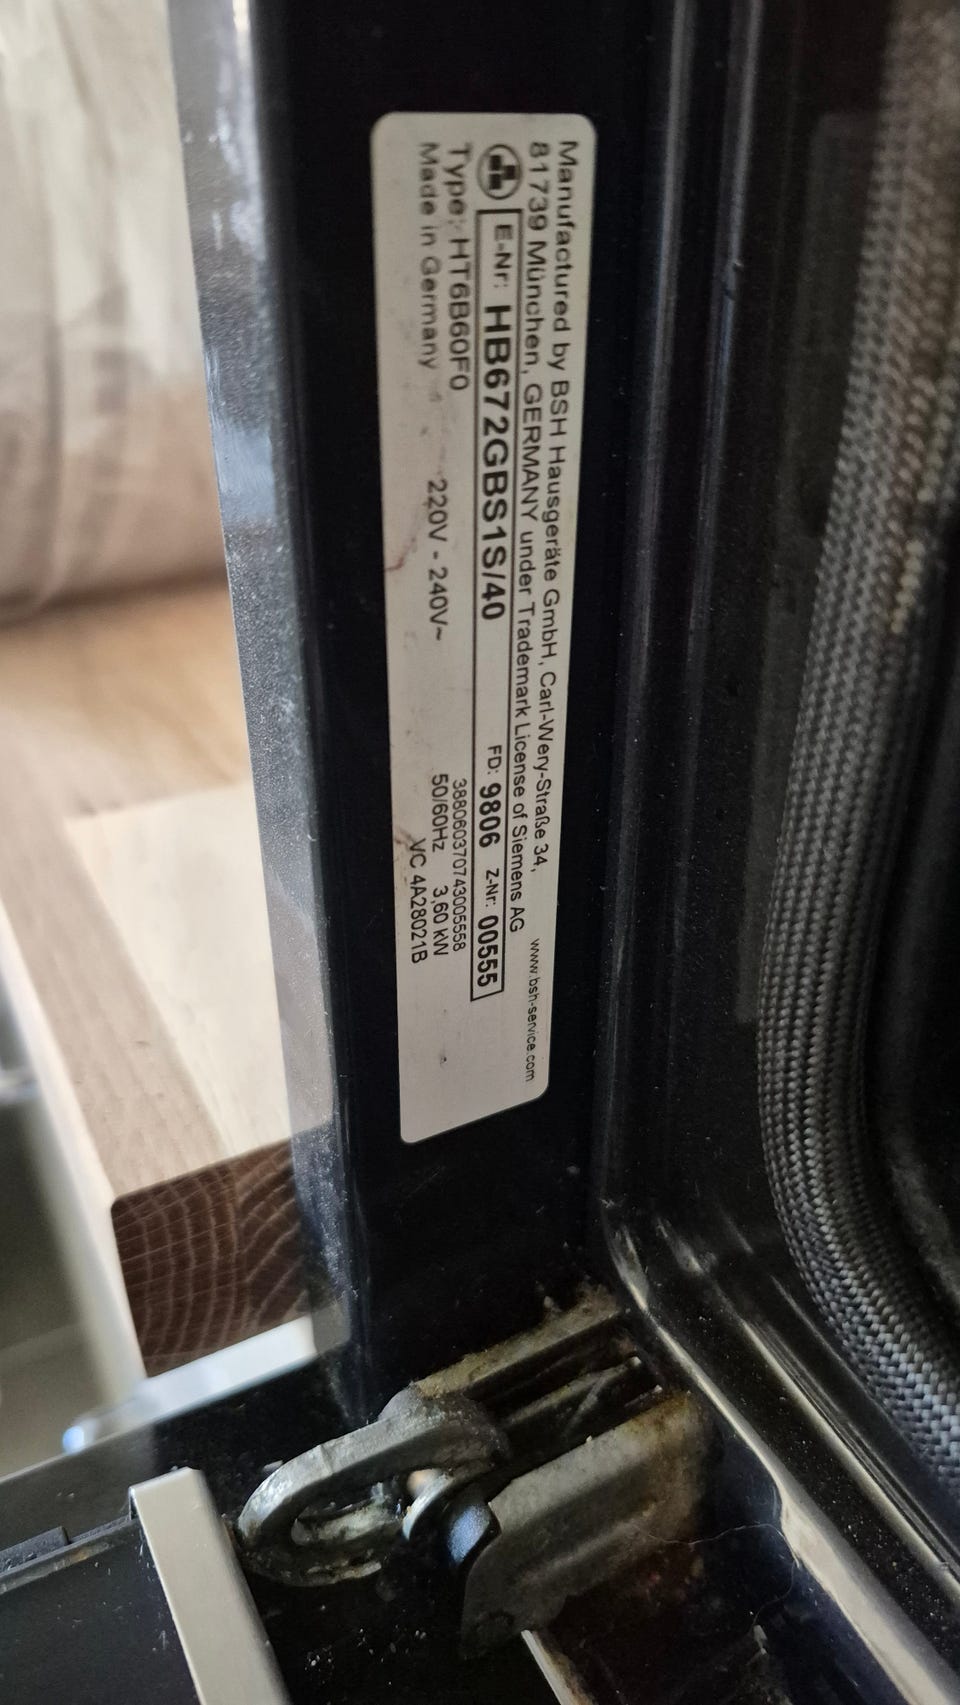 Manufactured by BSH Hausgeräte GmbH, Carl-Wery-Straße 34,
81739 München, GERMANY under Trademark License of Siemens AG
www.bsh-service.com
E-Nr: HB672GBS1S/40 FD: 9806 Z-Nr: 00555
Type: HT6B60F0 388060370743005558
Made in Germany 220V - 240V~ 50/60Hz 3,60 kW
VC 4A28021B